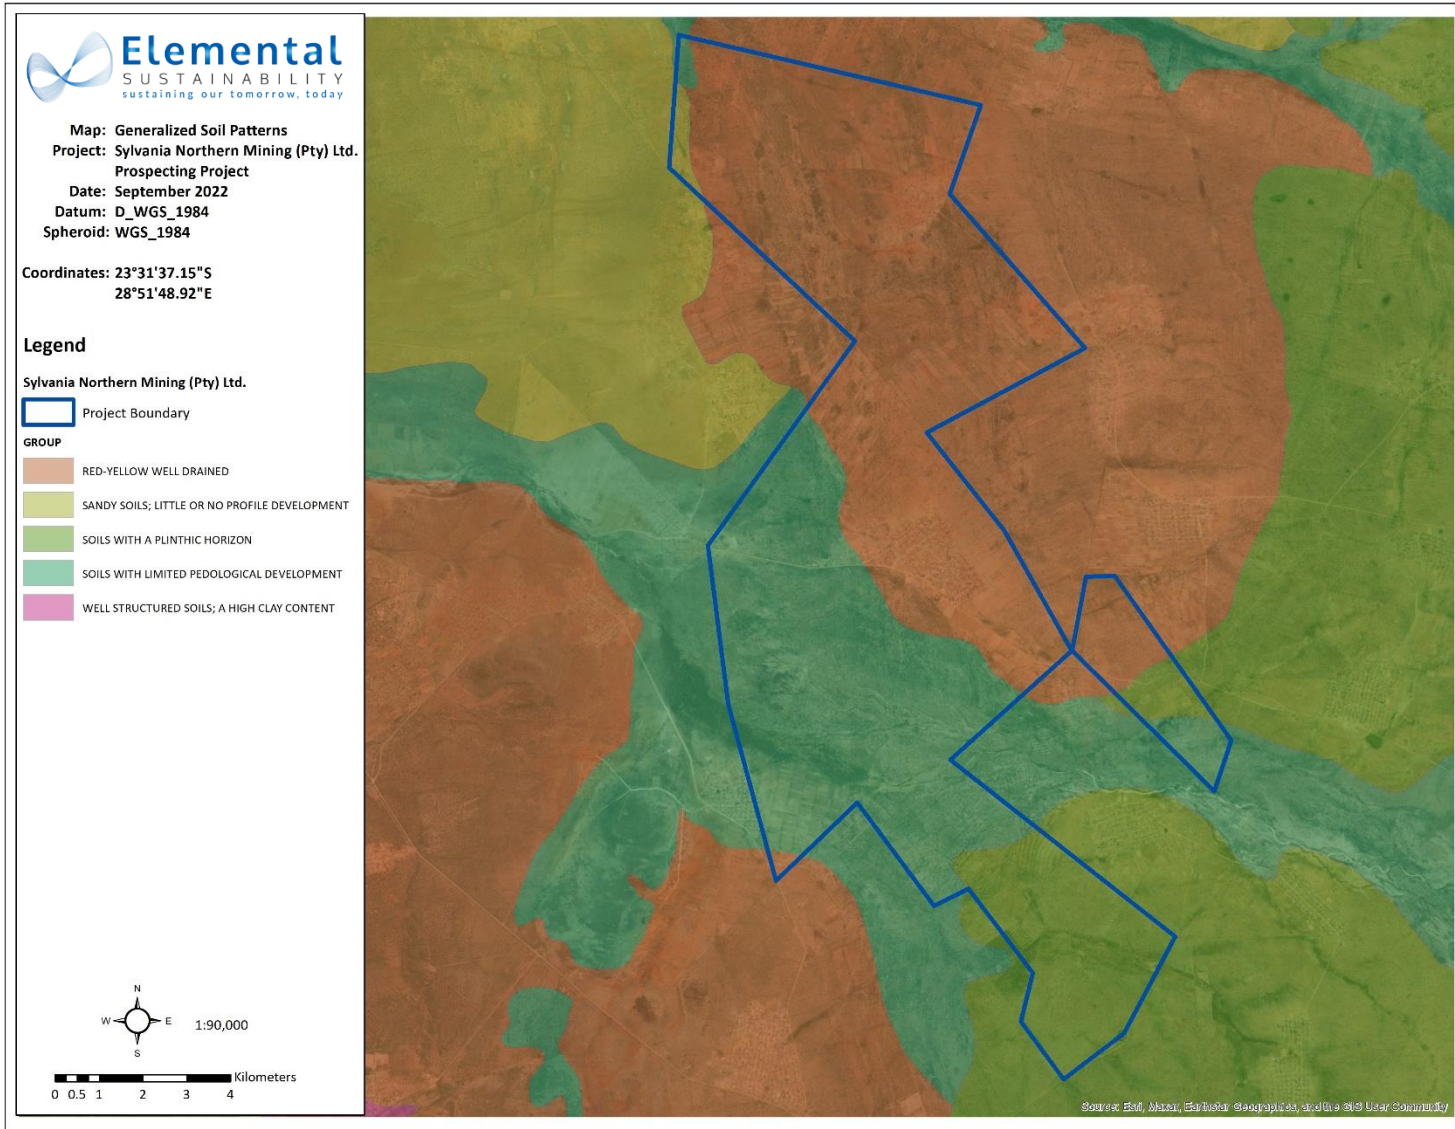 Elemental
SUSTAINABILITY
sustaining our tomorrow, today
Map: Generalized Soil Patterns
Project: Sylvania Northern Mining (Pty) Ltd.
Prospecting Project
Date: September 2022
Datum: D_WGS_1984
Spheroid: WGS_1984
Coordinates: 23°31'37.15"S
28°51'48.92"E
Legend
Sylvania Northern Mining (Pty) Ltd.
Project Boundary
GROUP
RED-YELLOW WELL DRAINED
SANDY SOILS; LITTLE OR NO PROFILE DEVELOPMENT
SOILS WITH A PLINTHIC HORIZON
SOILS WITH LIMITED PEDOLOGICAL DEVELOPMENT
WELL STRUCTURED SOILS; A HIGH CLAY CONTENT
N
W E 1:90,000
S
Kilometers
0 0.5 1 2 3 4
Source: Esri, Maxar, Earthstar Geographics, and the GIS User Community